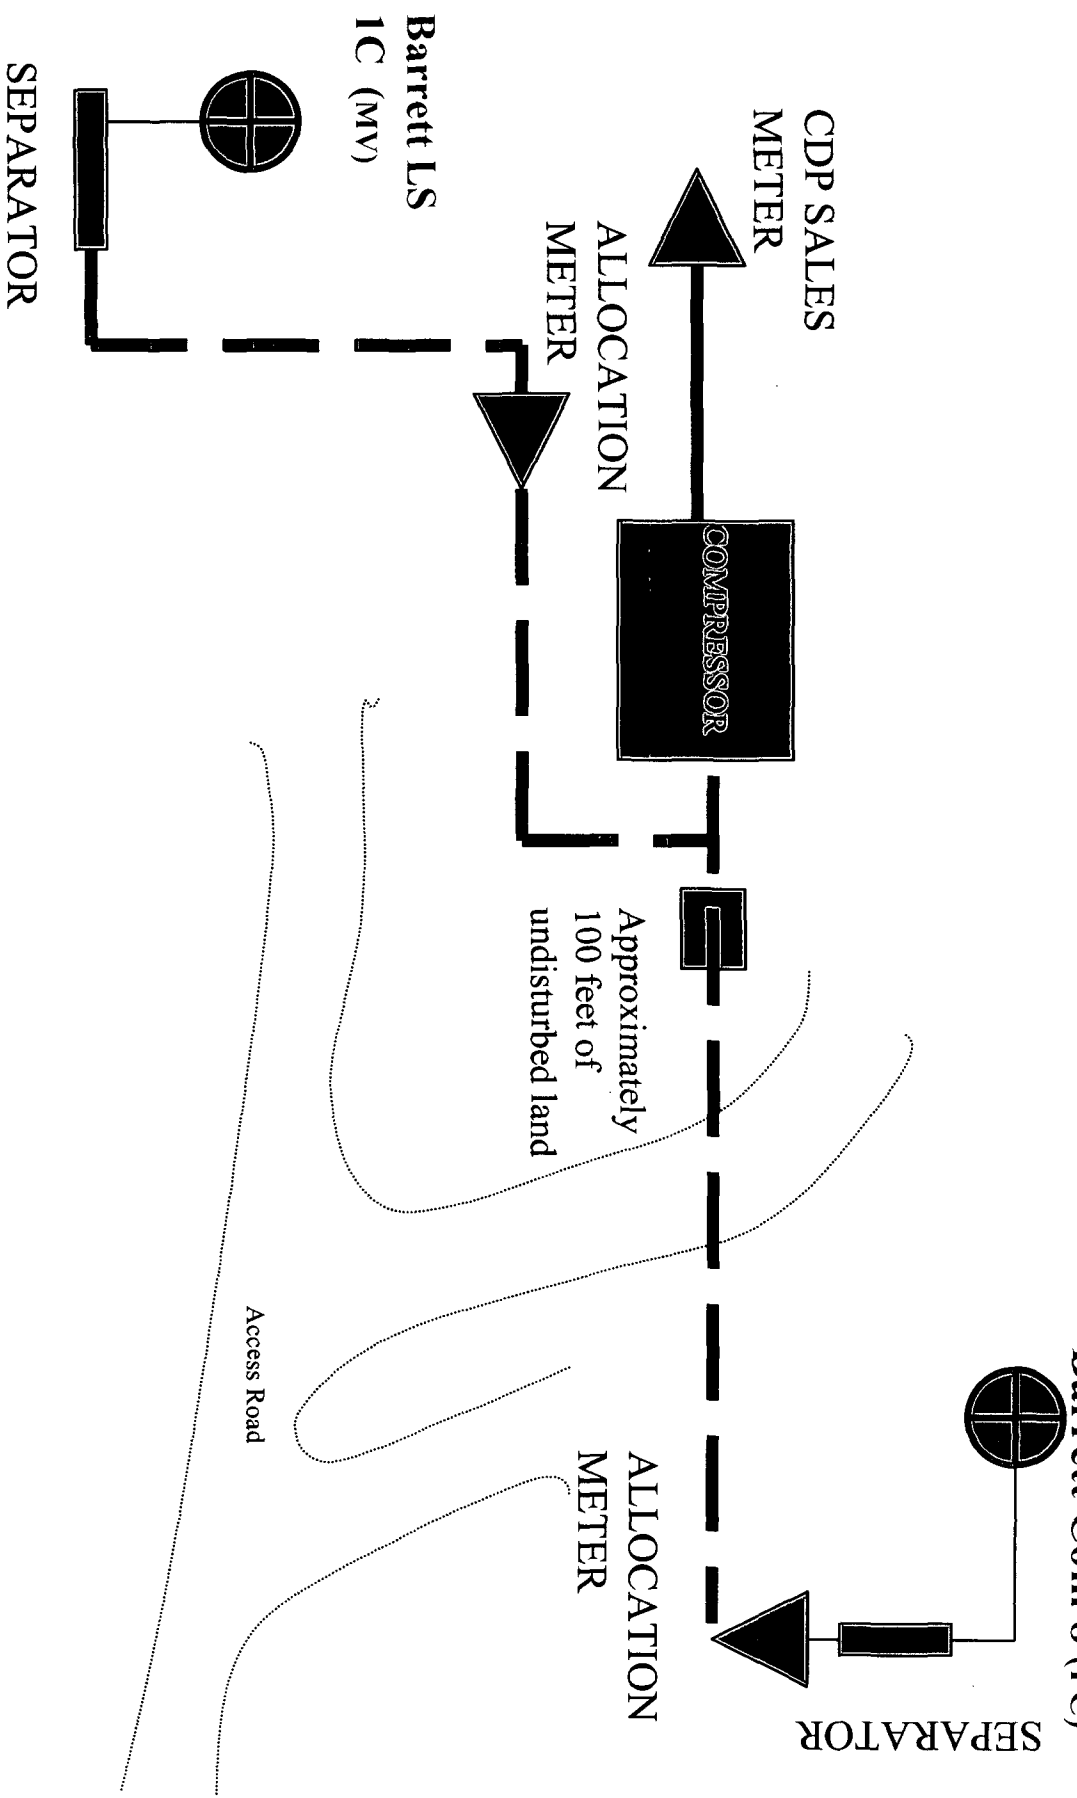 CDP SALES
METER
ALLOCATION
METER
Barrett LS
1C (MV)
SEPARATOR
COMPRESSOR
Approximately
100 feet of
undisturbed land
Access Road
ALLOCATION
METER
SEPARATOR